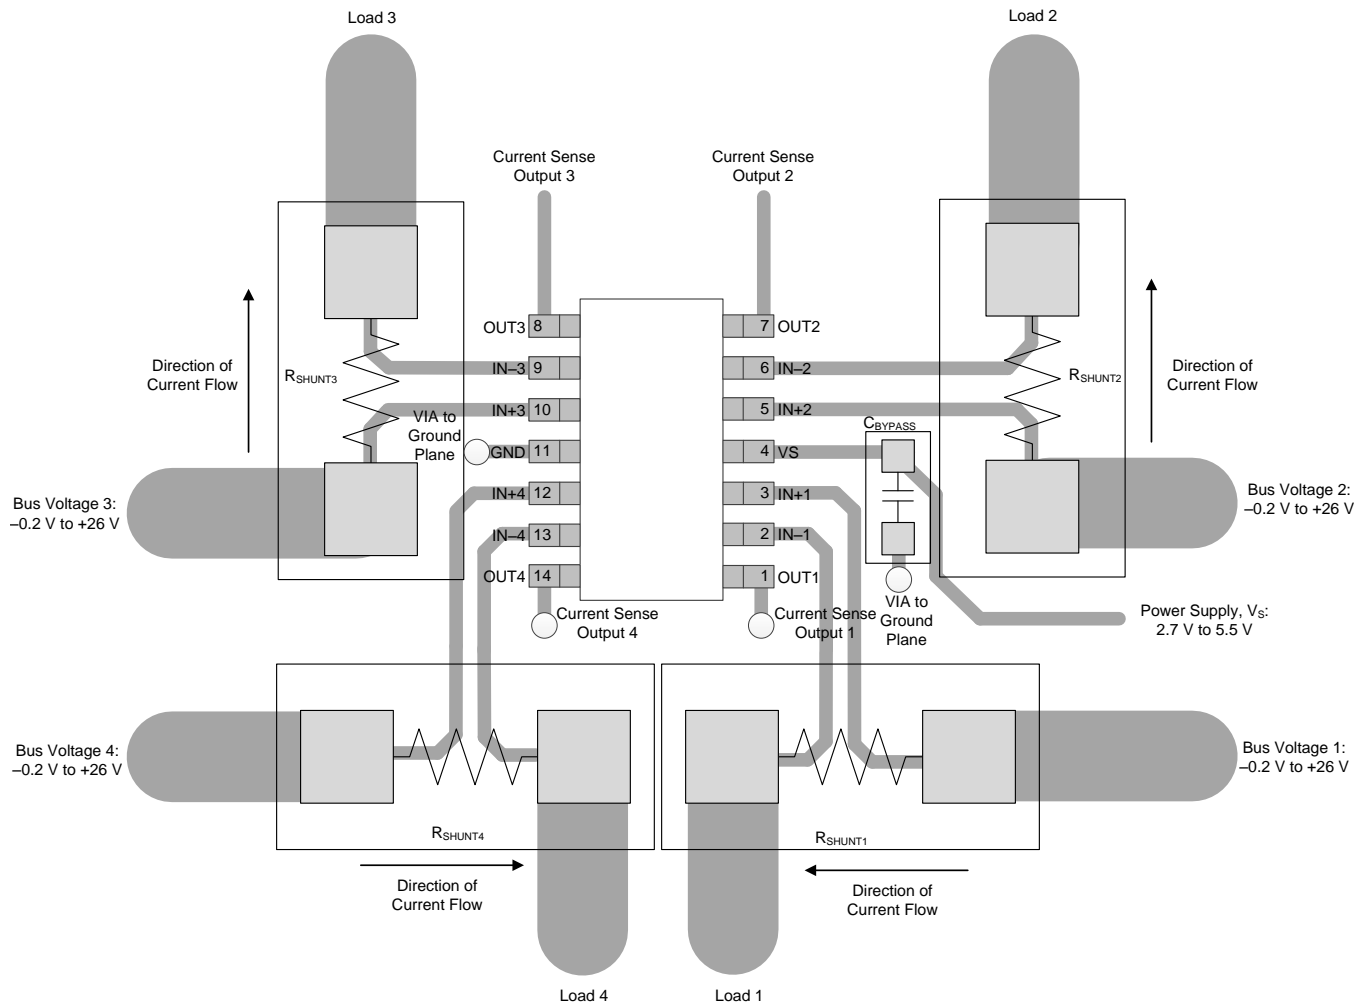 Load 3
Load 2
Current Sense
Output 3
Current Sense
Output 2
OUT3
8
7
OUT2
IN–3
9
6
IN–2
IN+3
10
5
IN+2
GND
11
4
VS
IN+4
12
3
IN+1
IN–4
13
2
IN–1
OUT4
14
1
OUT1
Direction of
Current Flow
RSHUNT3
RSHUNT2
Direction of
Current Flow
VIA to
Ground
Plane
CBYPASS
Bus Voltage 3:
–0.2 V to +26 V
Bus Voltage 2:
–0.2 V to +26 V
Current Sense
Output 4
Current Sense
Output 1
VIA to
Ground
Plane
Power Supply, VS:
2.7 V to 5.5 V
Bus Voltage 4:
–0.2 V to +26 V
Bus Voltage 1:
–0.2 V to +26 V
RSHUNT4
RSHUNT1
Direction of
Current Flow
Direction of
Current Flow
Load 4
Load 1